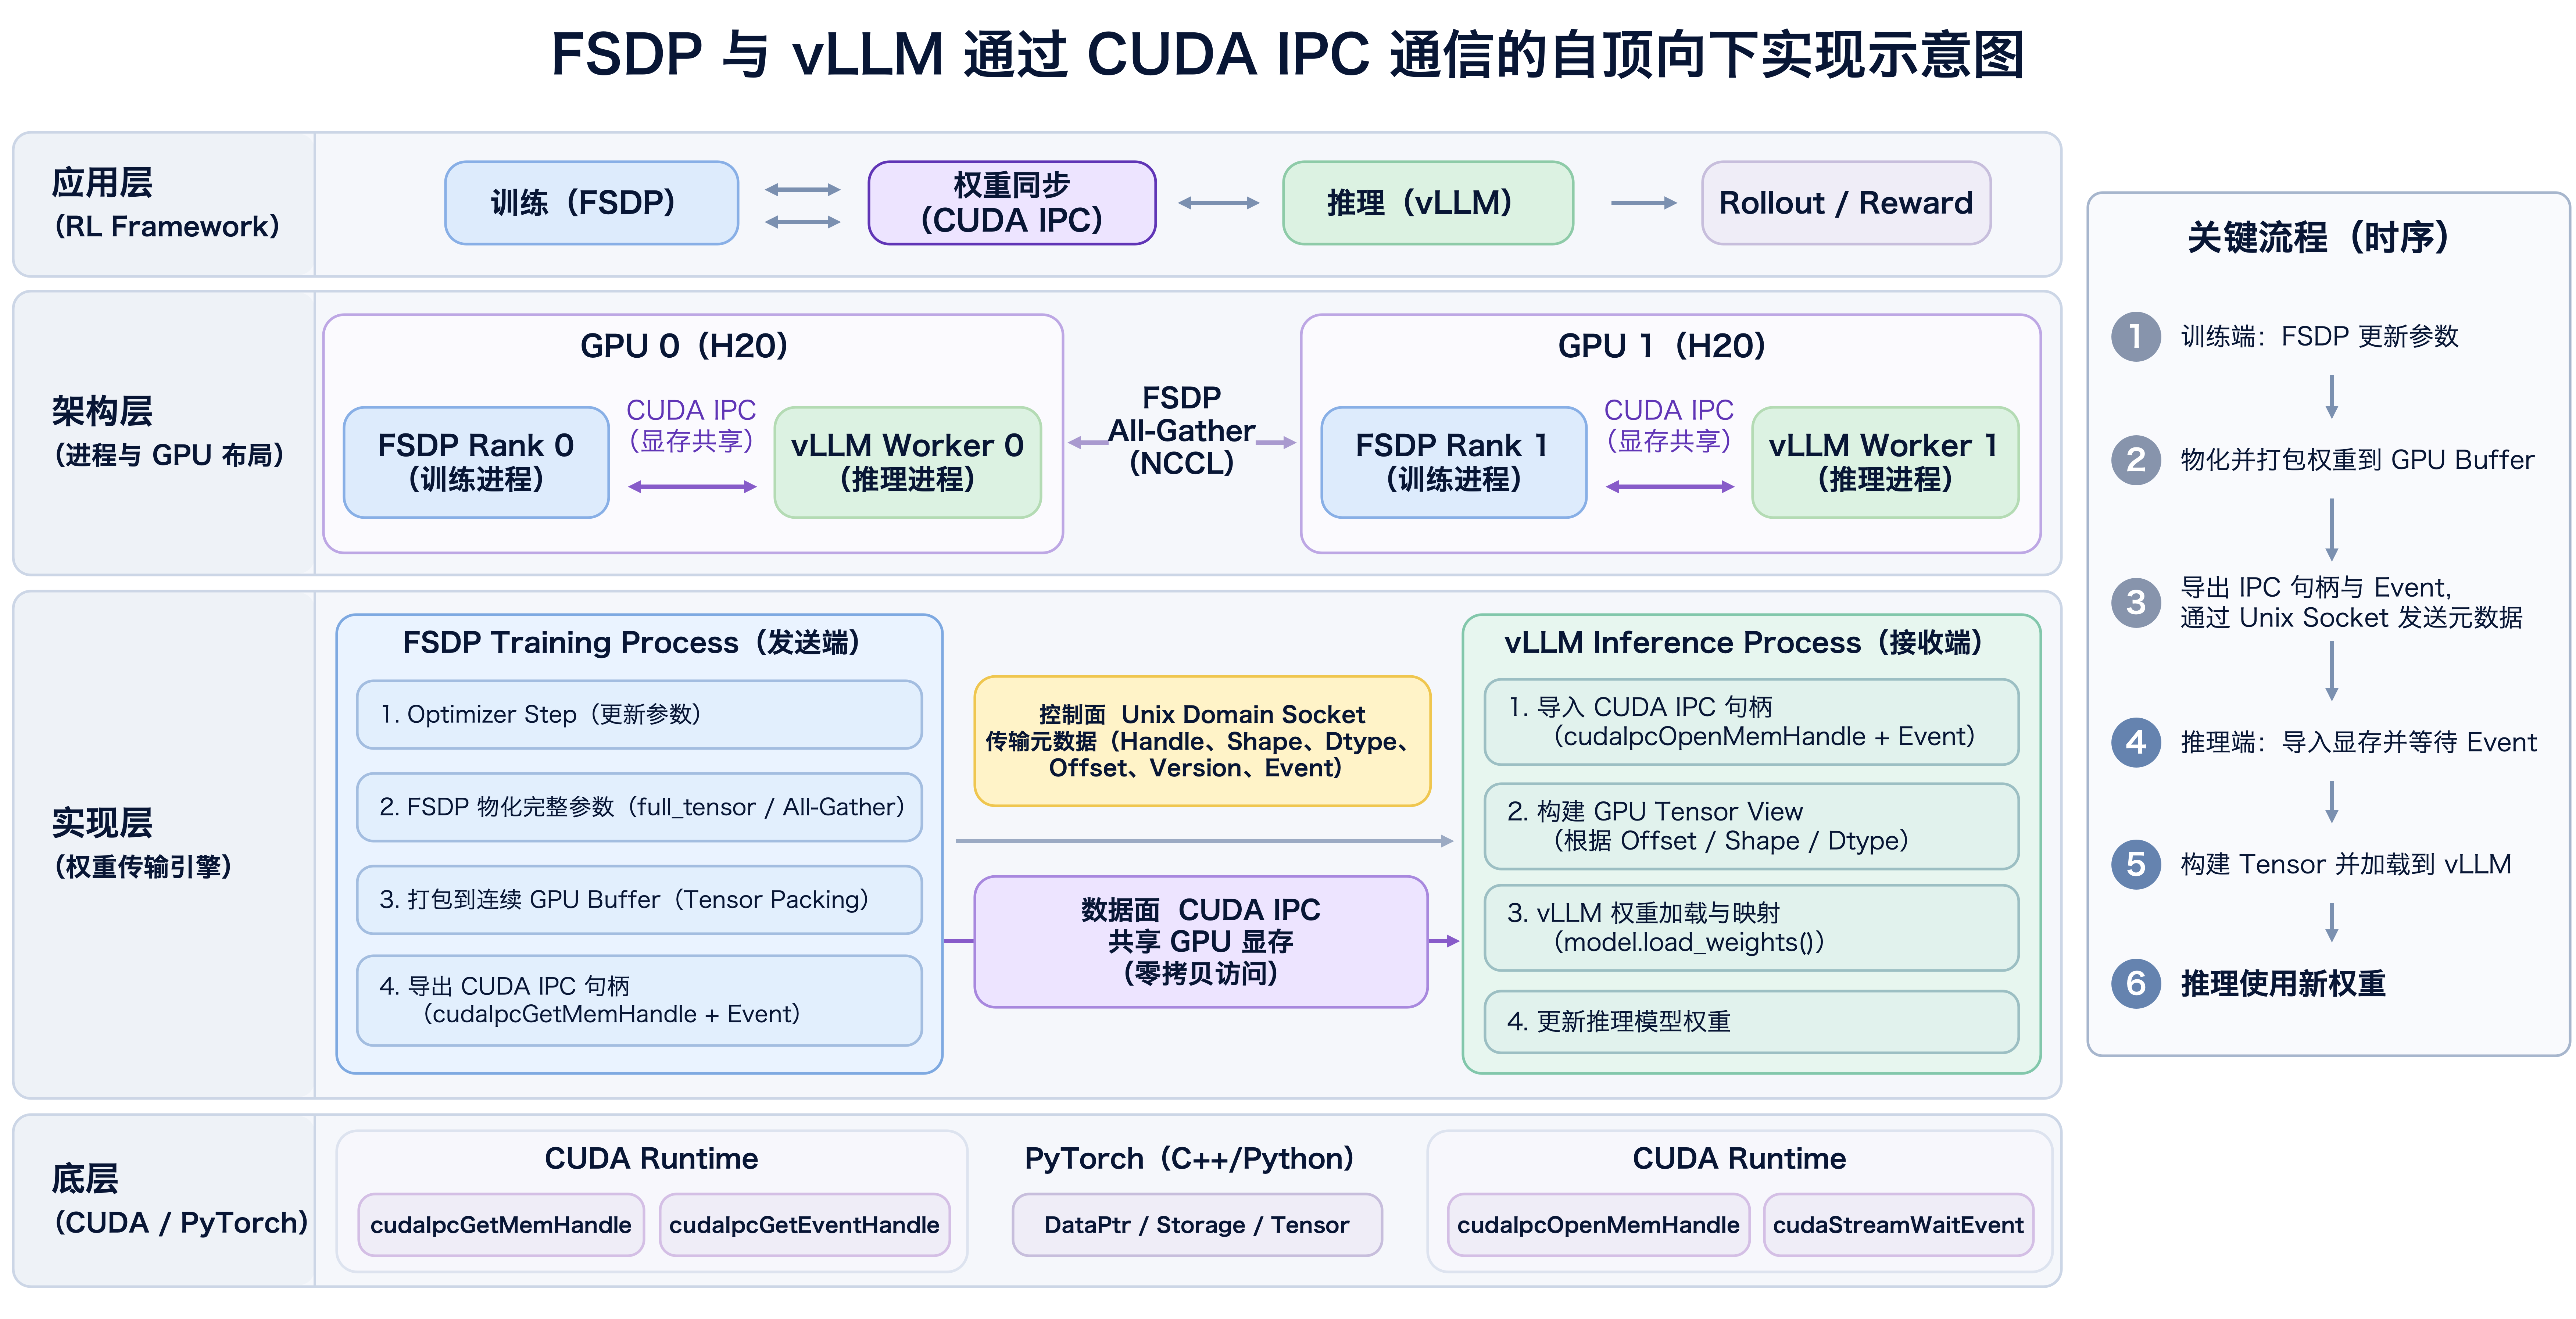 FSDP 与 vLLM 通过 CUDA IPC 通信的自顶向下实现示意图
应用层
（RL Framework）
训练（FSDP）
权重同步
（CUDA IPC）
推理（vLLM）
Rollout / Reward
架构层
（进程与 GPU 布局）
GPU 0（H20）
FSDP Rank 0
（训练进程）
CUDA IPC
（显存共享）
vLLM Worker 0
（推理进程）
FSDP
All-Gather
（NCCL）
GPU 1（H20）
FSDP Rank 1
（训练进程）
CUDA IPC
（显存共享）
vLLM Worker 1
（推理进程）
实现层
（权重传输引擎）
FSDP Training Process（发送端）
1. Optimizer Step（更新参数）
2. FSDP 物化完整参数（full_tensor / All-Gather）
3. 打包到连续 GPU Buffer（Tensor Packing）
4. 导出 CUDA IPC 句柄
（cudaIpcGetMemHandle + Event）
控制面 Unix Domain Socket
传输元数据（Handle、Shape、Dtype、
Offset、Version、Event）
数据面 CUDA IPC
共享 GPU 显存
（零拷贝访问）
vLLM Inference Process（接收端）
1. 导入 CUDA IPC 句柄
（cudaIpcOpenMemHandle + Event）
2. 构建 GPU Tensor View
（根据 Offset / Shape / Dtype）
3. vLLM 权重加载与映射
（model.load_weights()）
4. 更新推理模型权重
底层
（CUDA / PyTorch）
CUDA Runtime
cudaIpcGetMemHandle
cudaIpcGetEventHandle
PyTorch（C++/Python）
DataPtr / Storage / Tensor
CUDA Runtime
cudaIpcOpenMemHandle
cudaStreamWaitEvent
关键流程（时序）
1 训练端：FSDP 更新参数
2 物化并打包权重到 GPU Buffer
3 导出 IPC 句柄与 Event,
通过 Unix Socket 发送元数据
4 推理端：导入显存并等待 Event
5 构建 Tensor 并加载到 vLLM
6 推理使用新权重